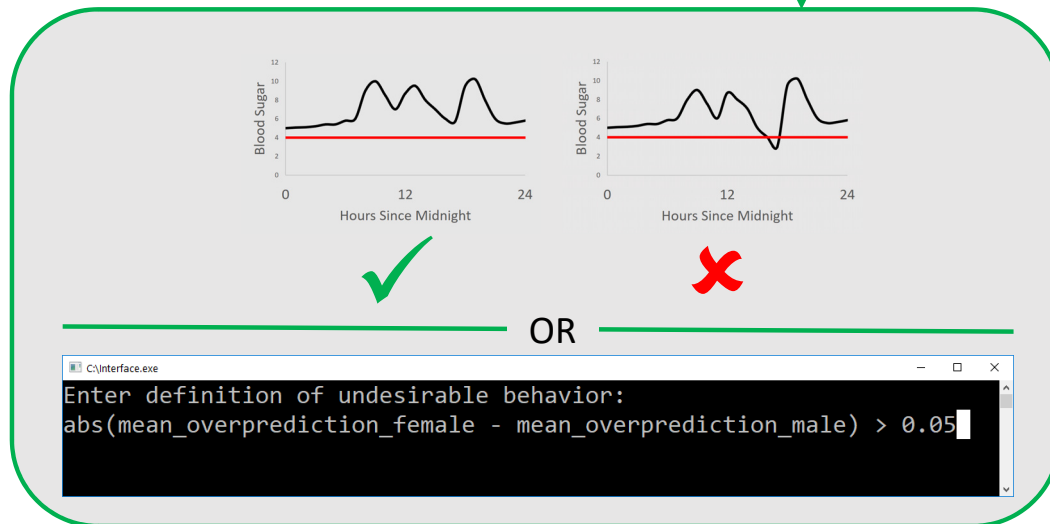 Blood Sugar
12
10
8
6
4
2
0
0 12 24
Hours Since Midnight
Blood Sugar
12
10
8
6
4
2
0
0 12 24
Hours Since Midnight
OR
C:\Interface.exe
Enter definition of undesirable behavior:
abs(mean_overprediction_female - mean_overprediction_male) > 0.05